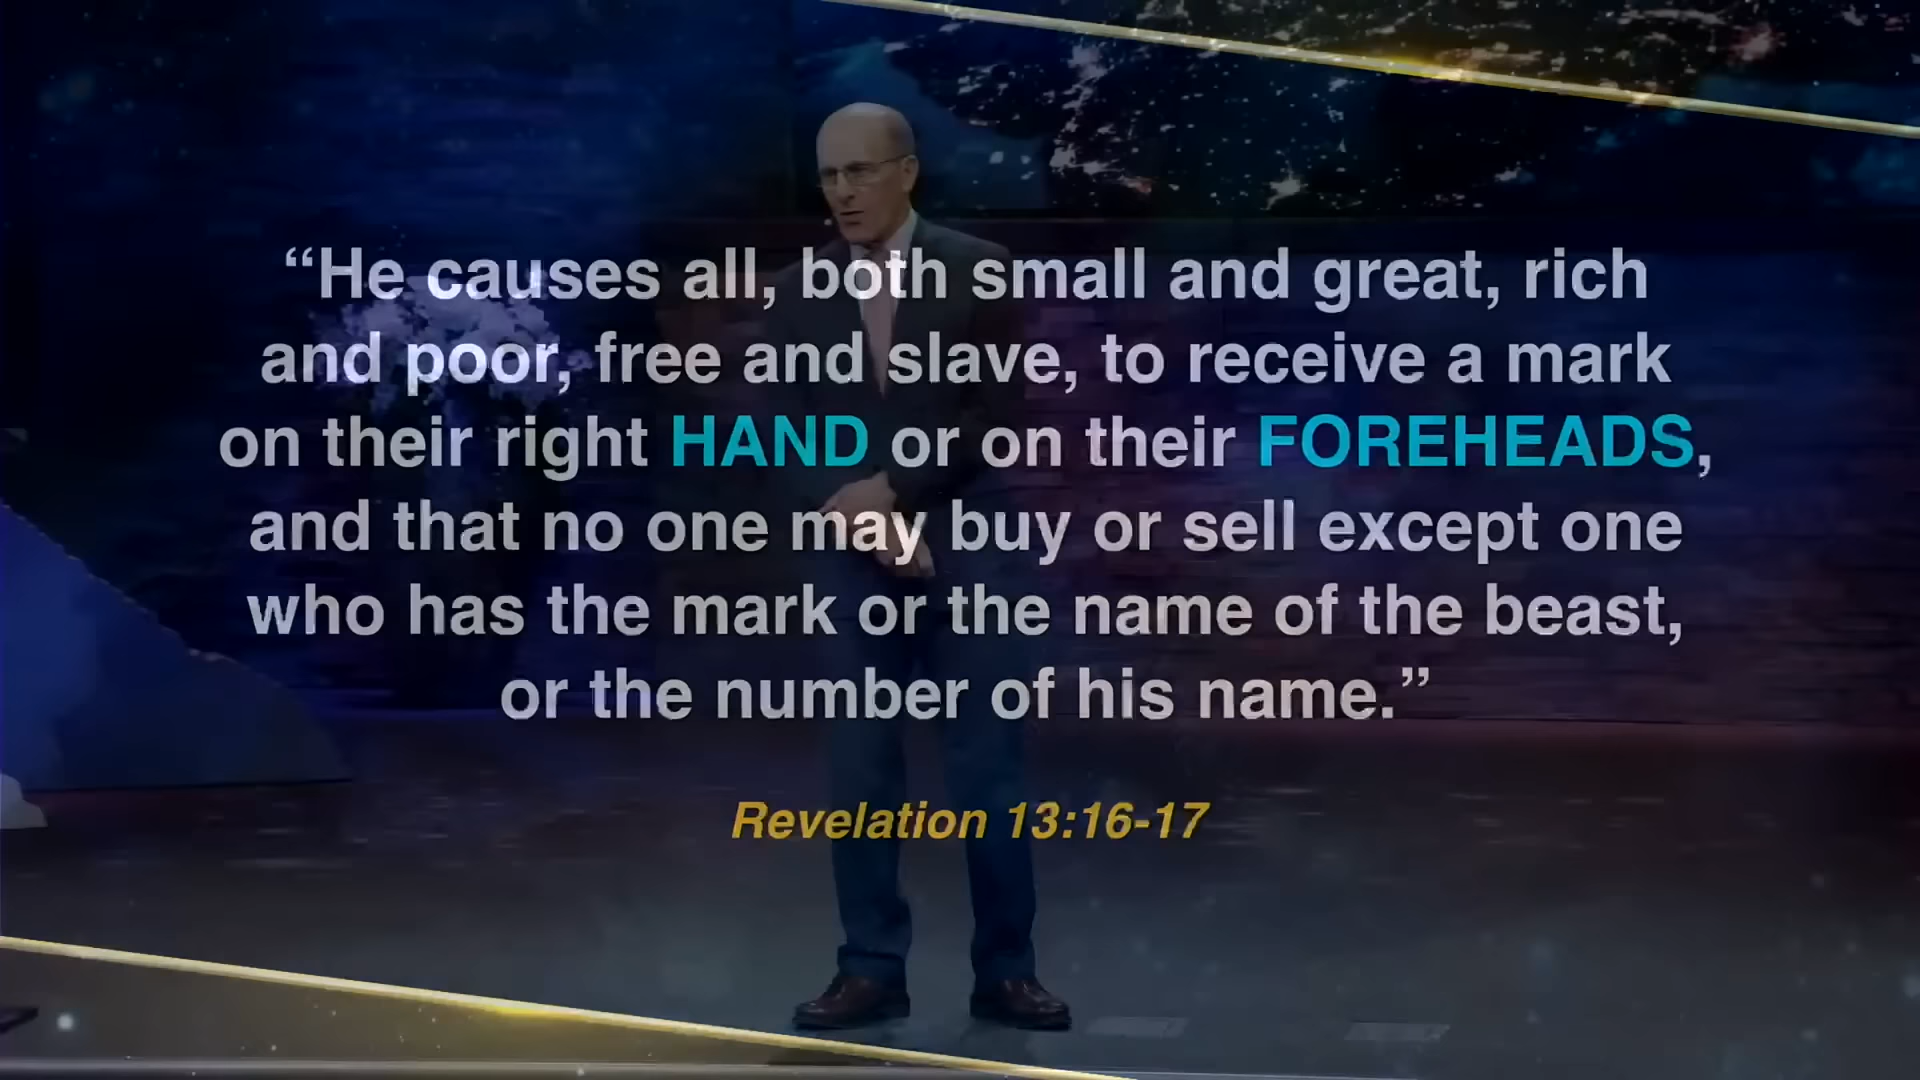 “He causes all, both small and great, rich
and poor, free and slave, to receive a mark
on their right HAND or on their FOREHEADS,
and that no one may buy or sell except one
who has the mark or the name of the beast,
or the number of his name.”
Revelation 13:16-17